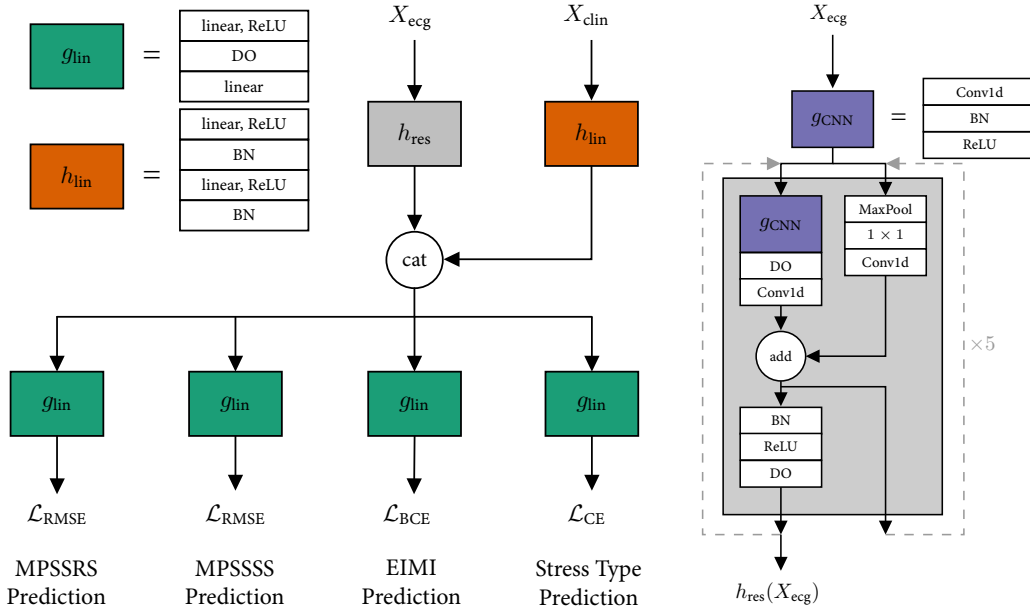 g_lin = linear, ReLU
DO
linear
h_lin = linear, ReLU
BN
linear, ReLU
BN
X_ecg
X_clin
h_res
h_lin
cat
g_lin
g_lin
g_lin
g_lin
ℒ_RMSE
ℒ_RMSE
ℒ_BCE
ℒ_CE
MPSSRS
Prediction
MPSSSS
Prediction
EIMI
Prediction
Stress Type
Prediction
X_ecg
g_CNN = Conv1d
BN
ReLU
g_CNN
DO
Conv1d
MaxPool
1 × 1
Conv1d
add
×5
BN
ReLU
DO
h_res(X_ecg)